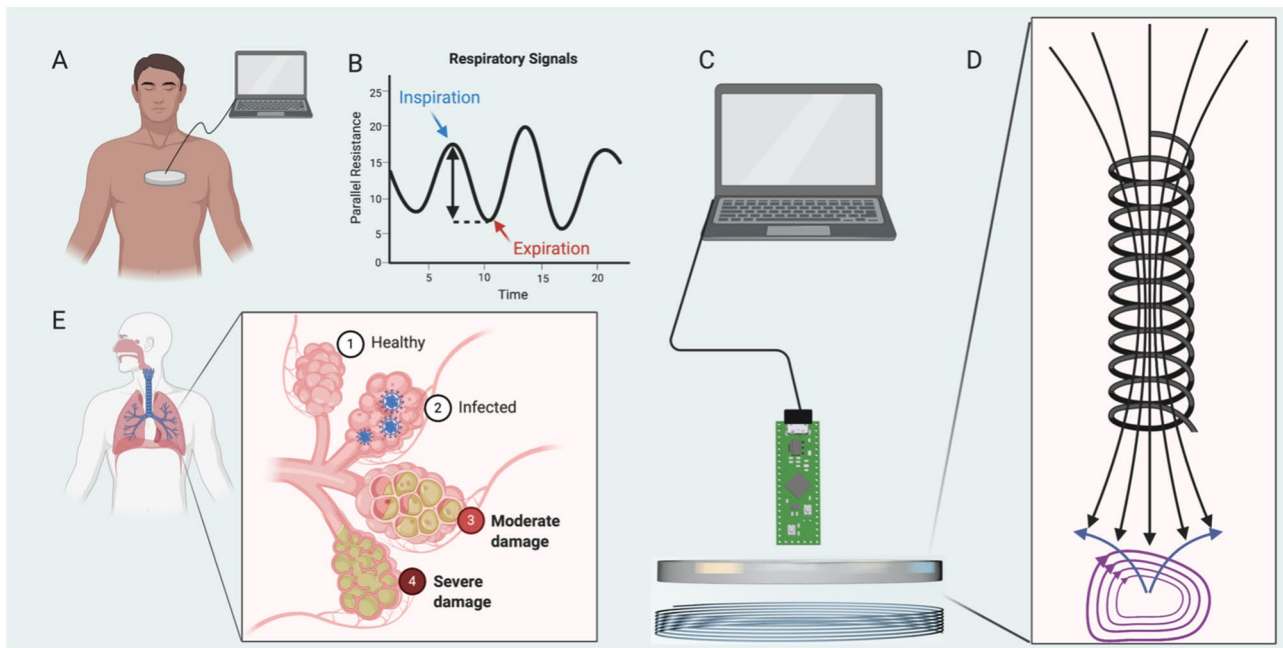 A
B
Respiratory Signals
Parallel Resistance
25
20
15
10
5
0
Inspiration
Expiration
5
10
15
20
Time
C
D
E
1 Healthy
2 Infected
3 Moderate
damage
4 Severe
damage